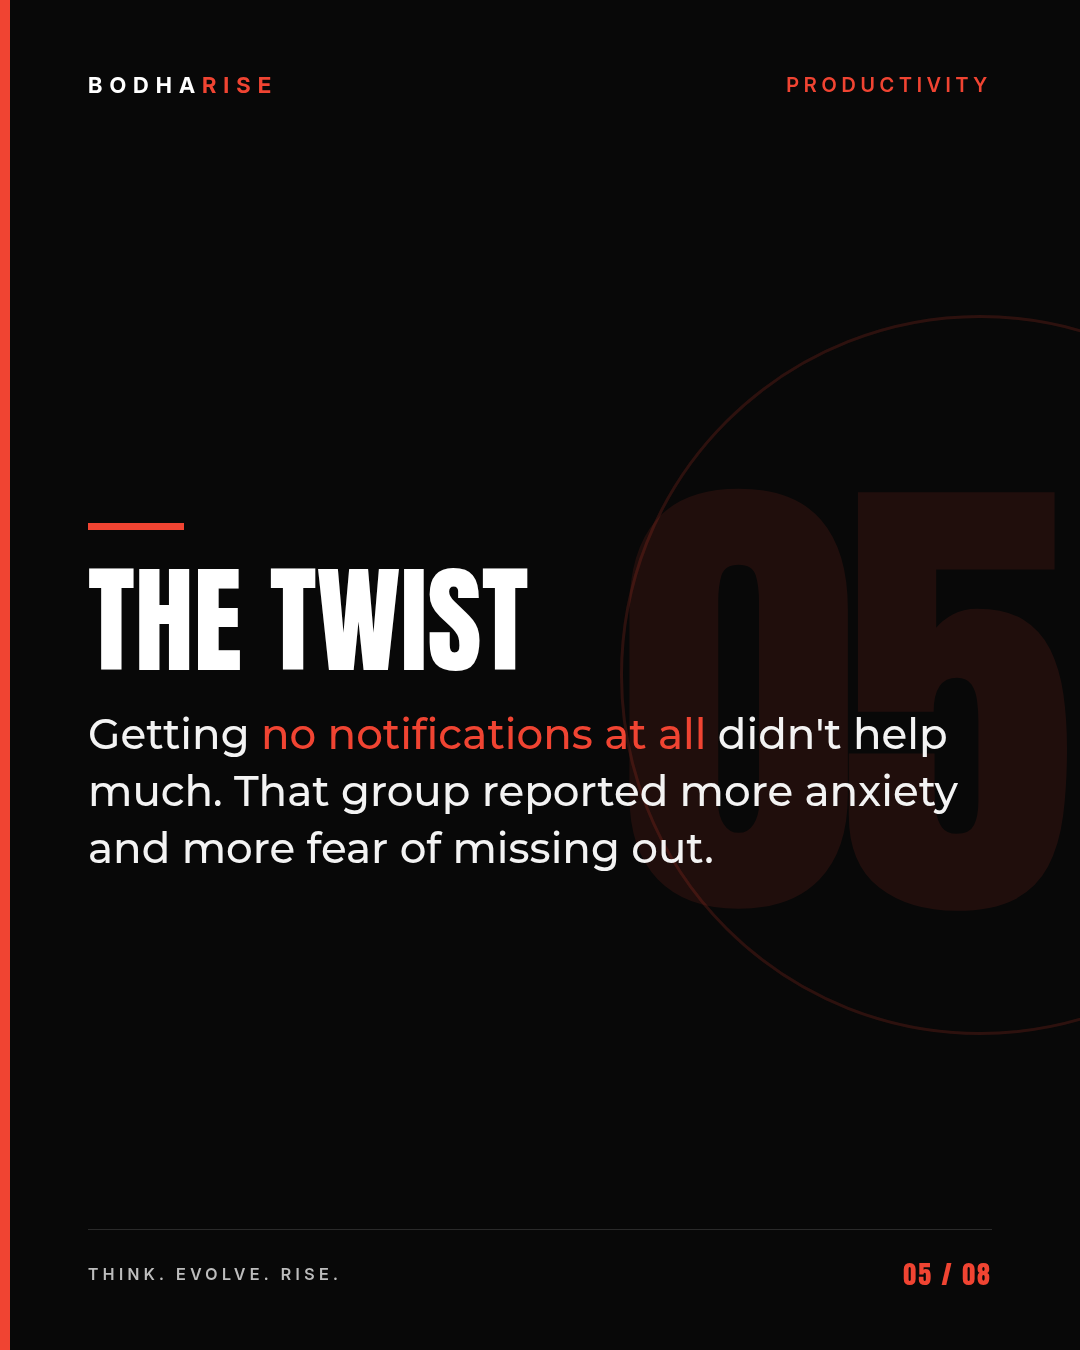 BODHARISE
PRODUCTIVITY
05
THE TWIST
Getting no notifications at all didn't help
much. That group reported more anxiety
and more fear of missing out.
THINK. EVOLVE. RISE.
05 / 08